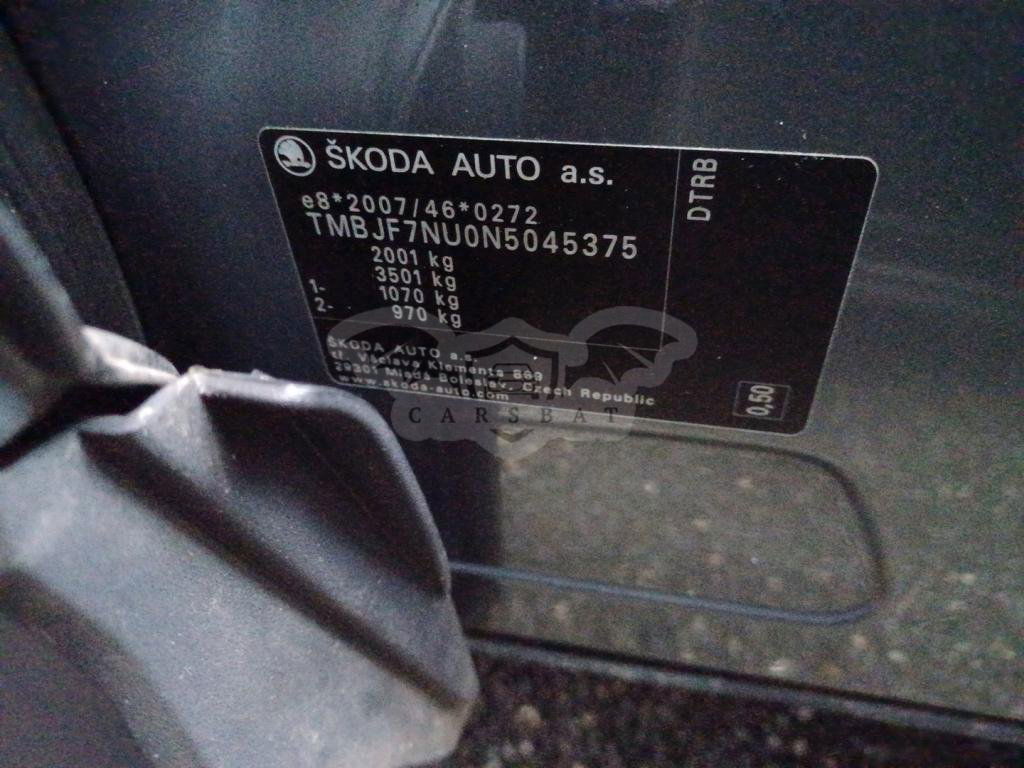 ŠKODA AUTO a.s.
e8*2007/46*0272
TMBJF7NU0N5045375
2001 kg
3501 kg
1- 1070 kg
2- 970 kg
DTRB
ŠKODA AUTO a.s.
tř. Václava Klementa 869
29301 Mladá Boleslav, Czech Republic
www.skoda-auto.com
0,50
CARSBAT